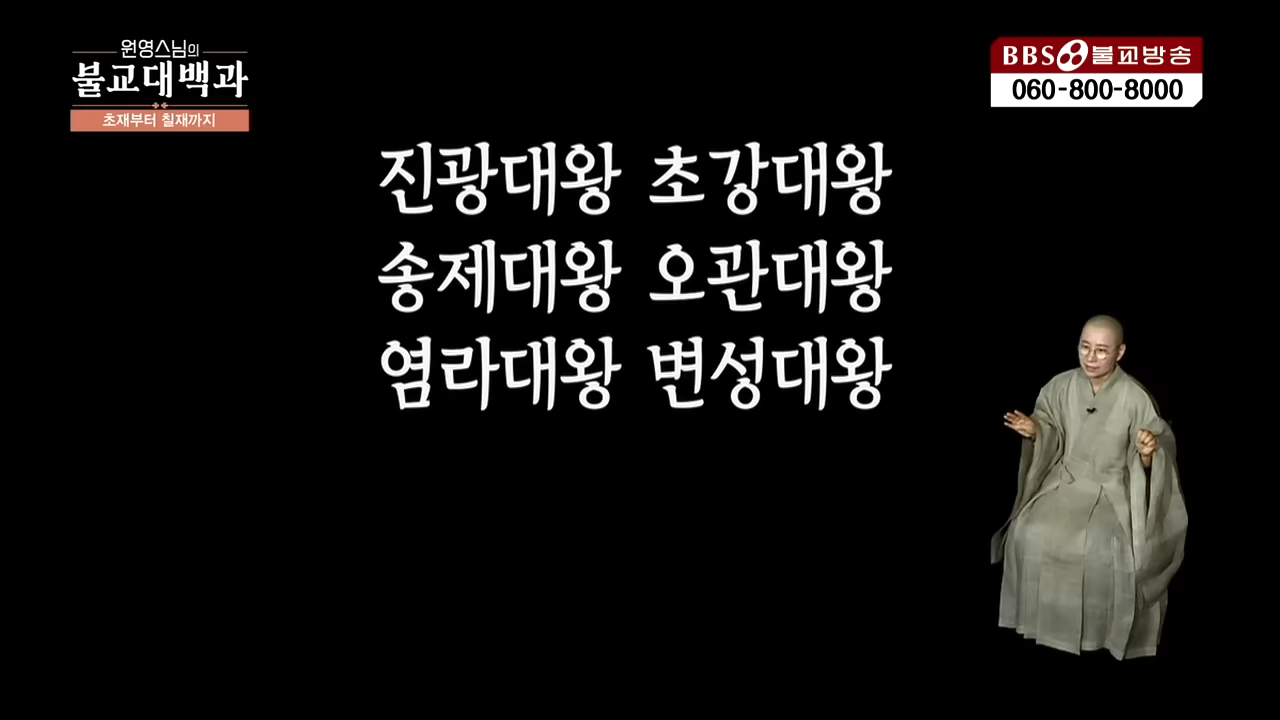 원영스님의
불교대백과
초재부터 칠재까지
BBS 불교방송
060-800-8000
진광대왕 초강대왕
송제대왕 오관대왕
염라대왕 변성대왕